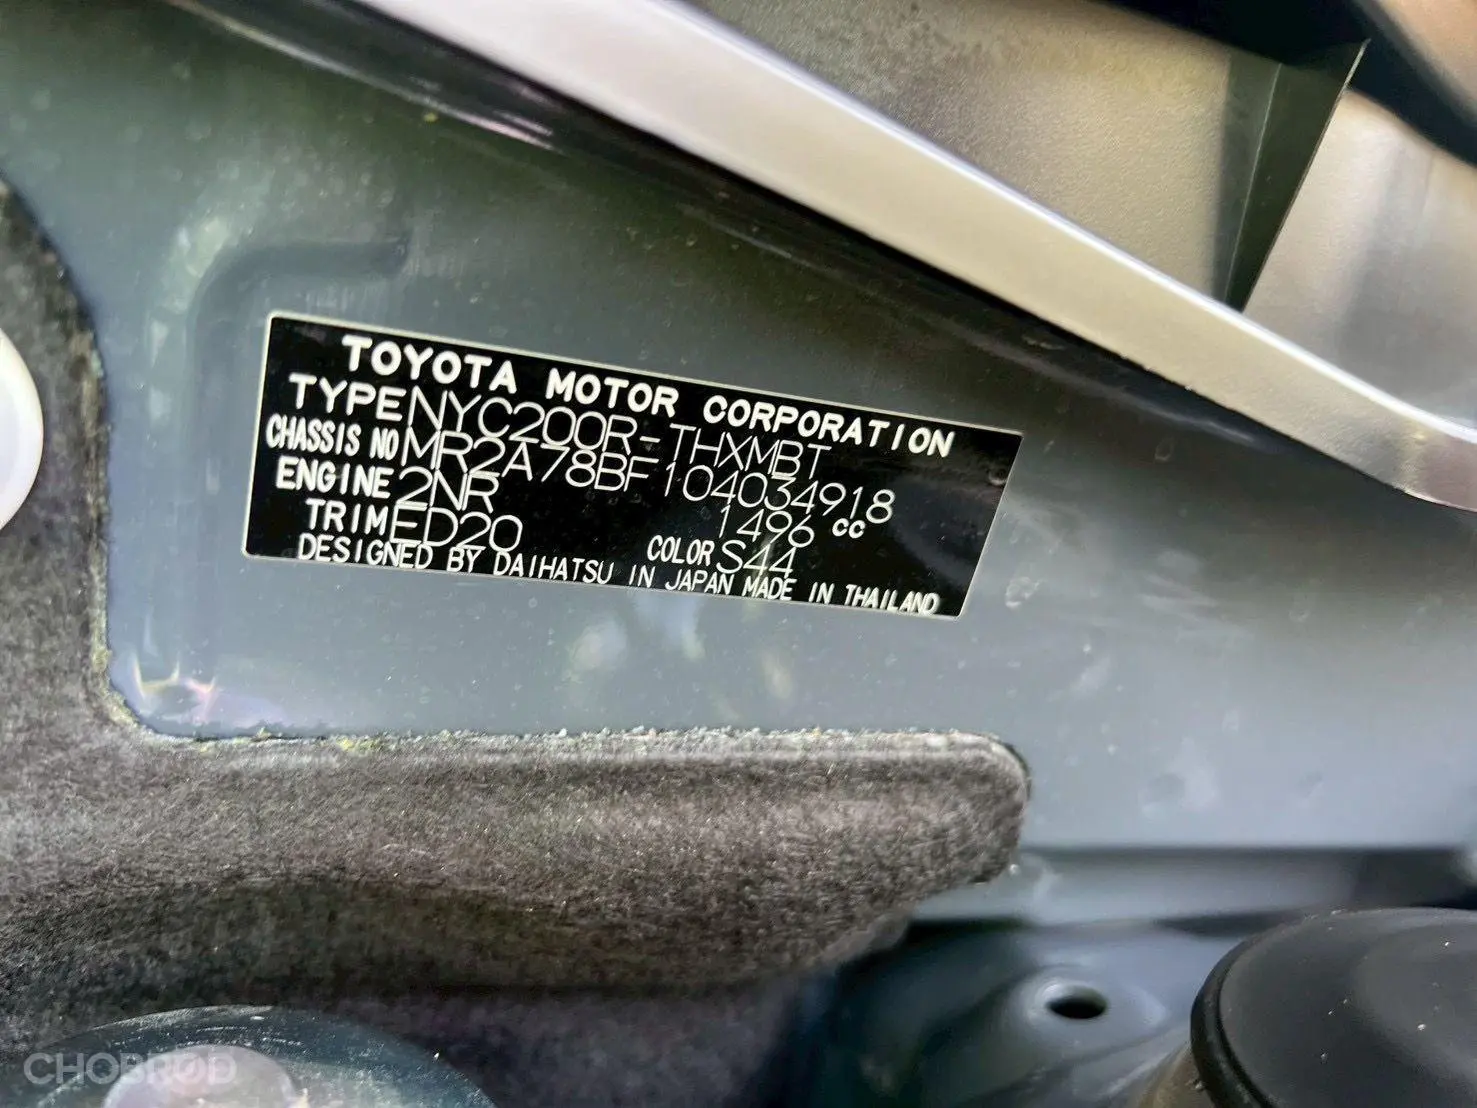 TOYOTA MOTOR CORPORATION
TYPE NYC200R-THXMBT
CHASSIS NO MR2A78BF104034918
ENGINE 2NR 1496 CC
TRIM ED20 COLOR S44
DESIGNED BY DAIHATSU IN JAPAN MADE IN THAILAND
CHOBROD